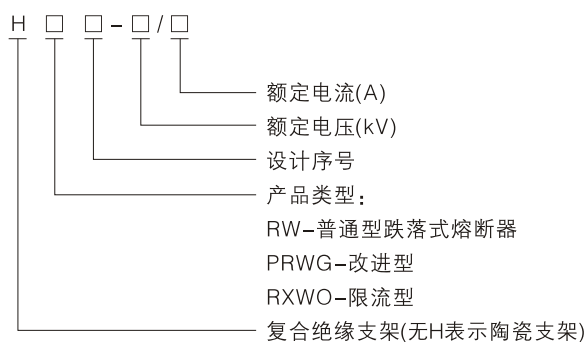 H □ □-□/□
额定电流(A)
额定电压(kV)
设计序号
产品类型：
RW-普通型跌落式熔断器
PRWG-改进型
RXWO-限流型
复合绝缘支架(无H表示陶瓷支架)